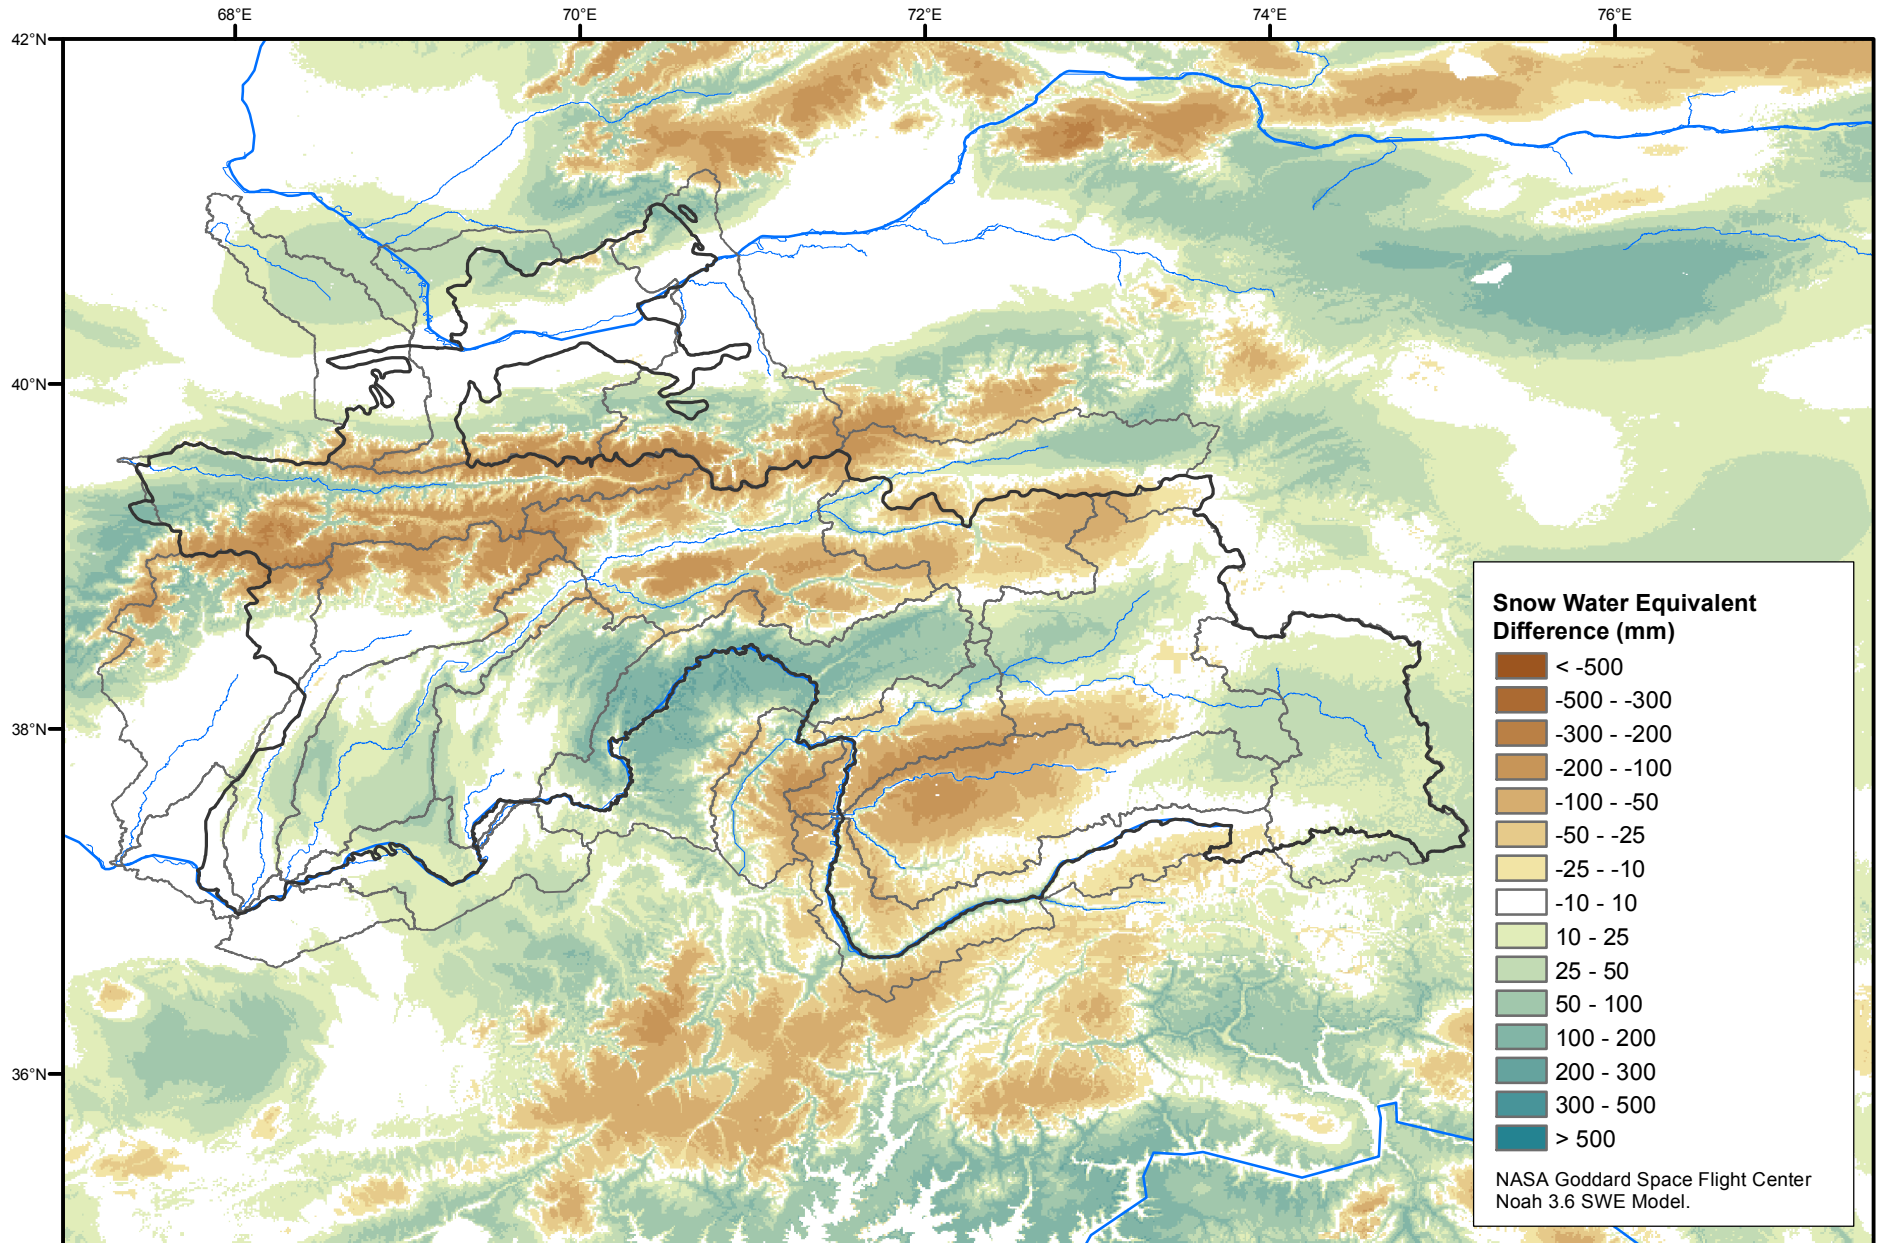 68°E
70°E
72°E
74°E
76°E
42°N
40°N
38°N
36°N
Snow Water Equivalent
Difference (mm)
< -500
-500 - -300
-300 - -200
-200 - -100
-100 - -50
-50 - -25
-25 - -10
-10 - 10
10 - 25
25 - 50
50 - 100
100 - 200
200 - 300
300 - 500
> 500
NASA Goddard Space Flight Center
Noah 3.6 SWE Model.